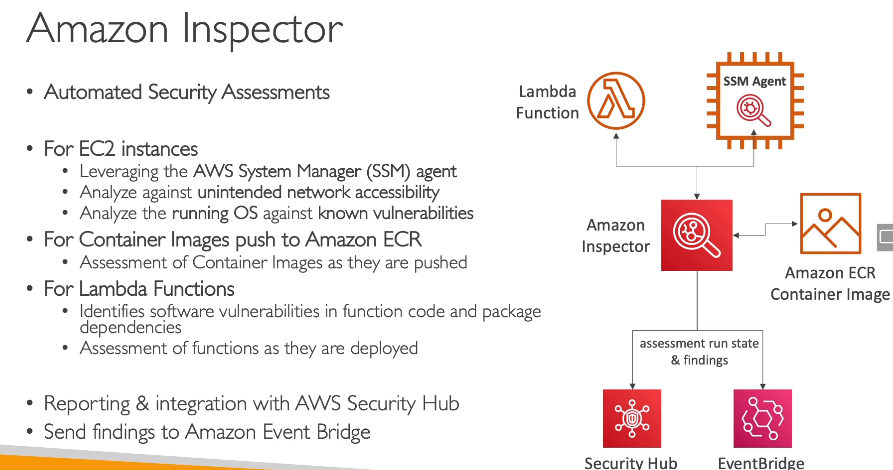 Amazon Inspector
• Automated Security Assessments
• For EC2 instances
• Leveraging the AWS System Manager (SSM) agent
• Analyze against unintended network accessibility
• Analyze the running OS against known vulnerabilities
• For Container Images push to Amazon ECR
• Assessment of Container Images as they are pushed
• For Lambda Functions
• Identifies software vulnerabilities in function code and package
dependencies
• Assessment of functions as they are deployed
• Reporting & integration with AWS Security Hub
• Send findings to Amazon Event Bridge
Lambda
Function
SSM Agent
Amazon
Inspector
Amazon ECR
Container Image
assessment run state
& findings
Security Hub
EventBridge